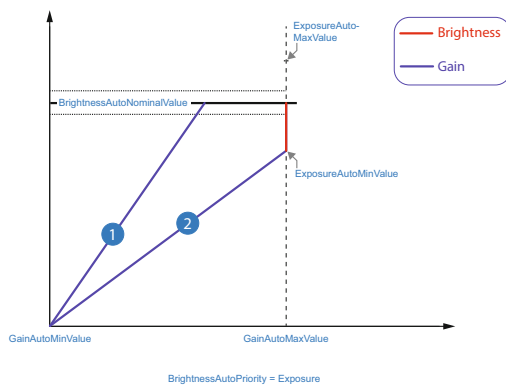 ExposureAuto-
MaxValue
Brightness
Gain
BrightnessAutoNominalValue
ExposureAutoMinValue
1
2
GainAutoMinValue
GainAutoMaxValue
BrightnessAutoPriority = Exposure